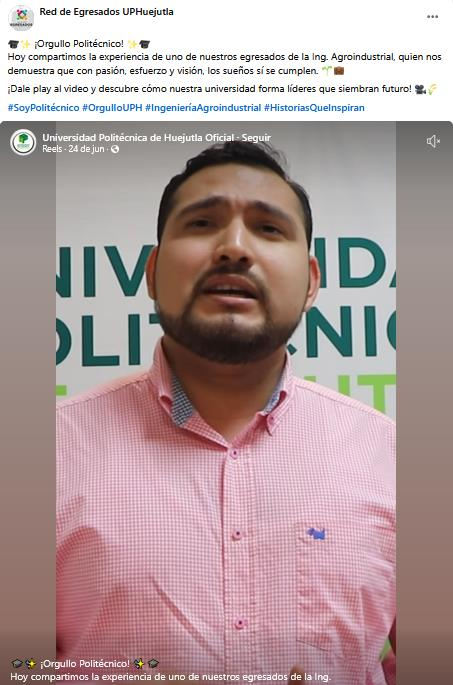 Red de Egresados UPHuejutla
🎓✨ ¡Orgullo Politécnico! ✨🎓
Hoy compartimos la experiencia de uno de nuestros egresados de la Ing. Agroindustrial, quien nos
demuestra que con pasión, esfuerzo y visión, los sueños sí se cumplen. 🌱💼
¡Dale play al video y descubre cómo nuestra universidad forma líderes que siembran futuro! 🎥🌾
#SoyPolitécnico #OrgulloUPH #IngenieríaAgroindustrial #HistoriasQueInspiran
Universidad Politécnica de Huejutla Oficial · Seguir
Reels · 24 de jun ·
NIVERSIDA
POLITÉCNIC
🎓✨ ¡Orgullo Politécnico! ✨🎓
Hoy compartimos la experiencia de uno de nuestros egresados de la Ing.